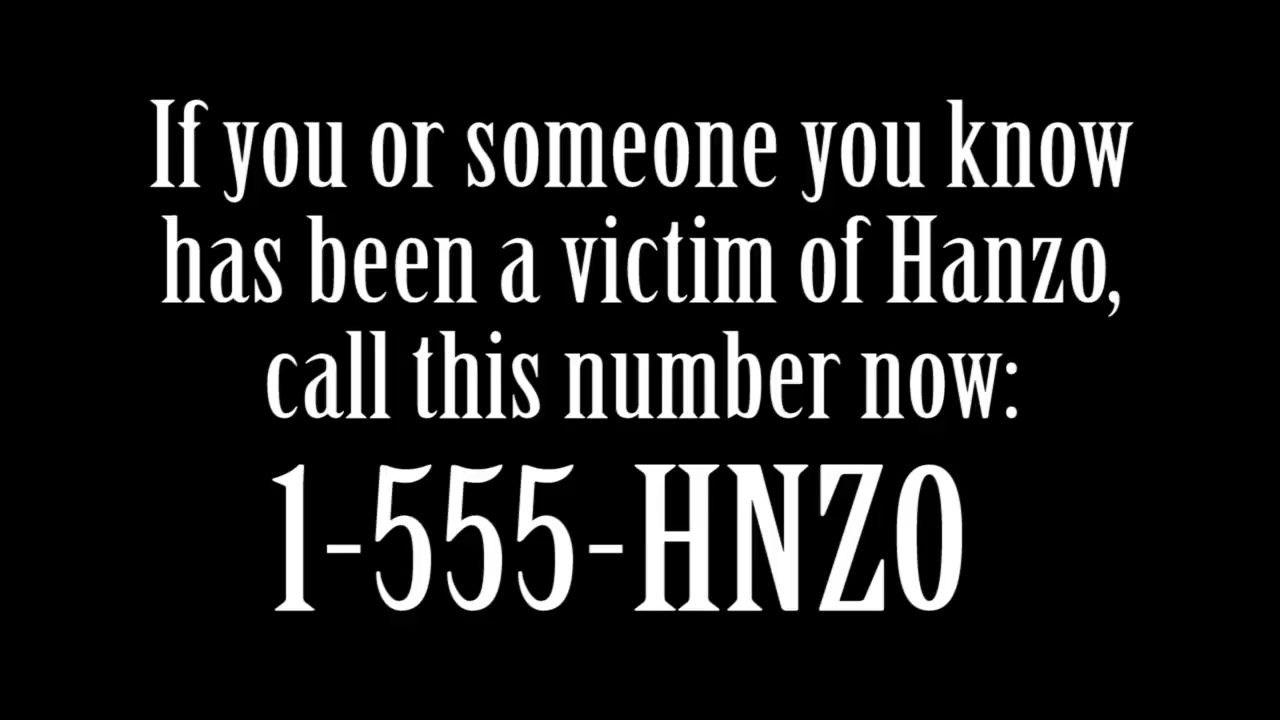 If you or someone you know
has been a victim of Hanzo,
call this number now:
1-555-HNZO